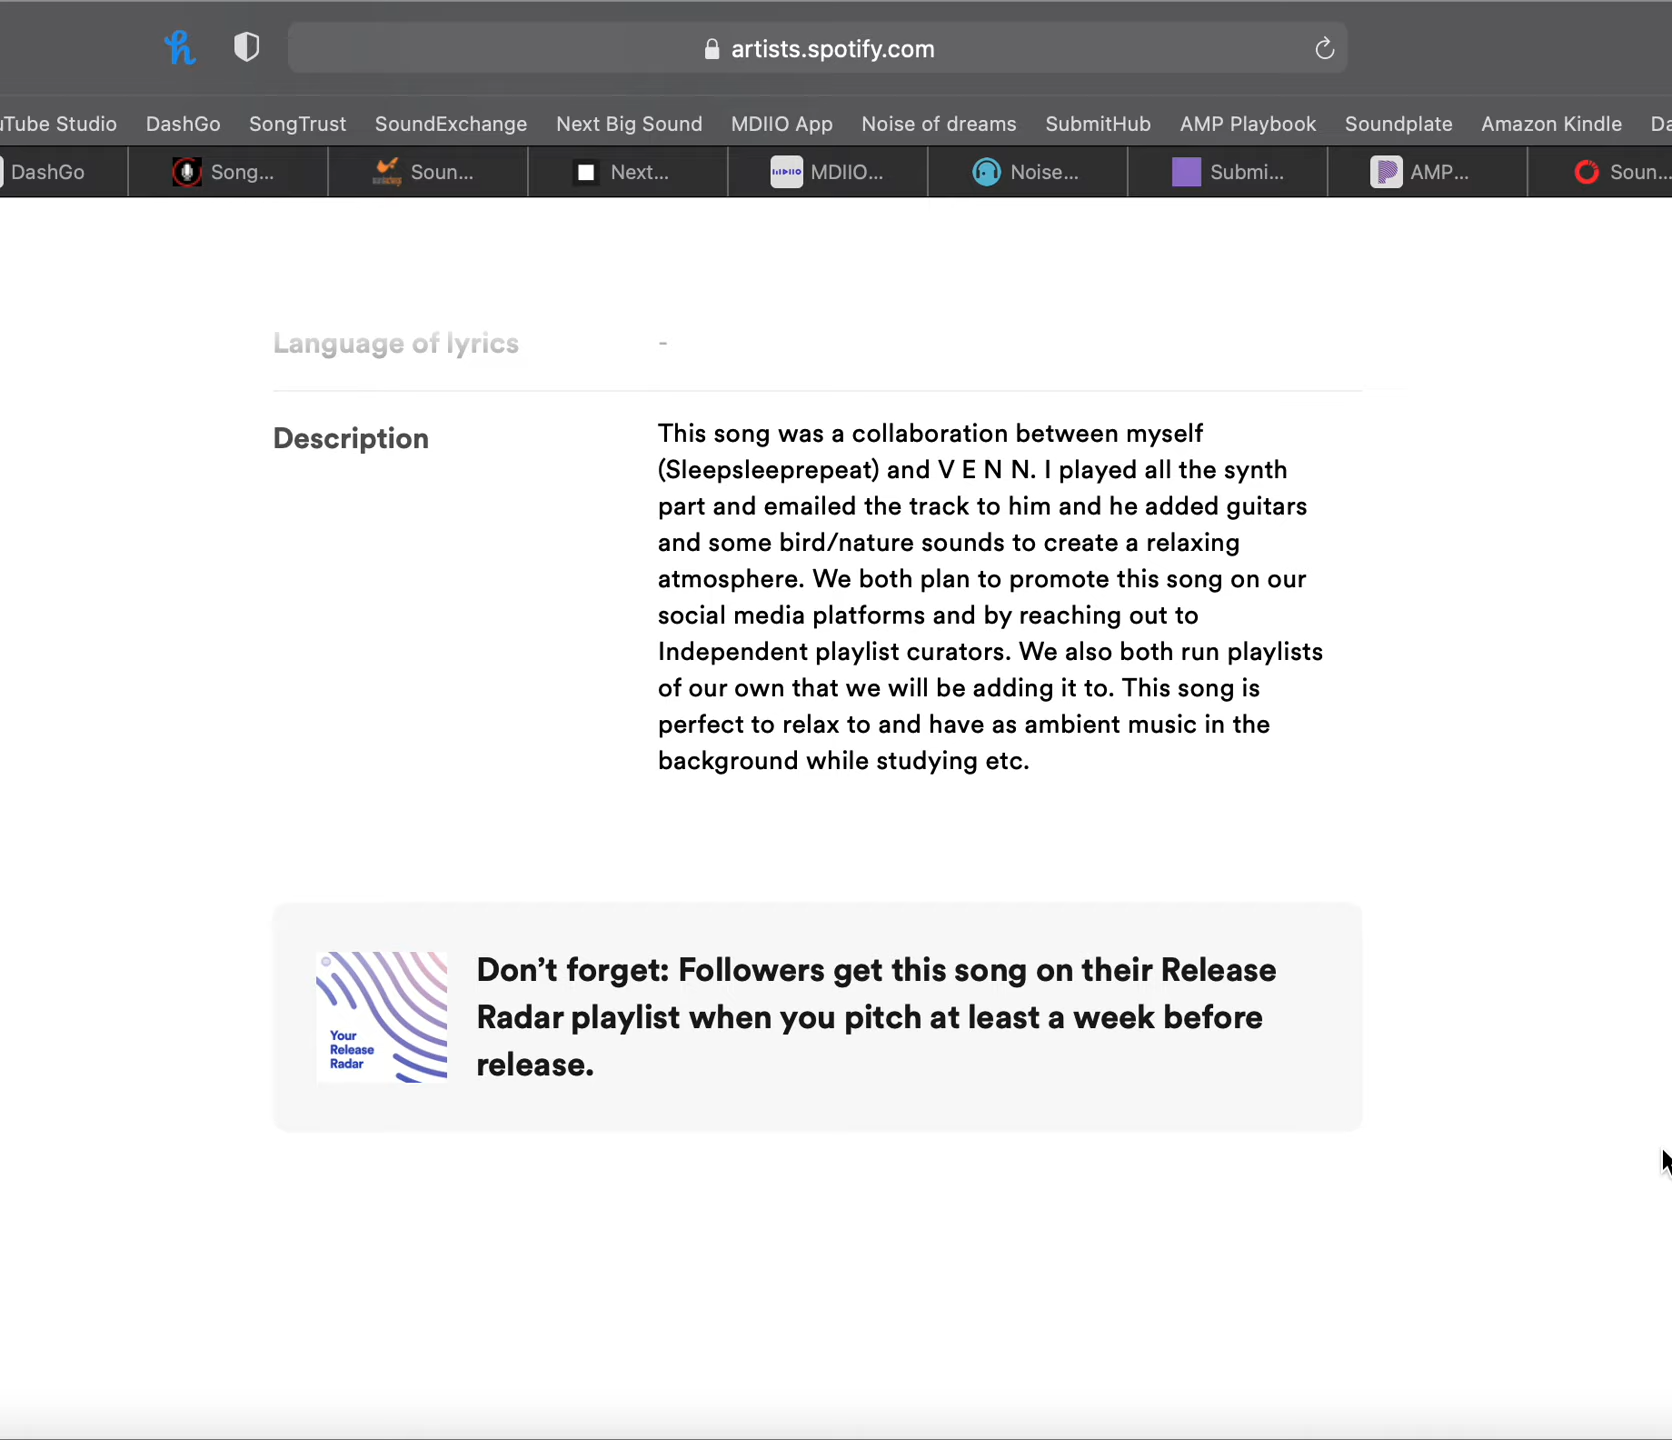 artists.spotify.com
uTube Studio DashGo SongTrust SoundExchange Next Big Sound MDIIO App Noise of dreams SubmitHub AMP Playbook Soundplate Amazon Kindle Da
DashGo Song... Soun... Next... MDIIO... Noise... Submi... AMP... Soun...
Language of lyrics -
Description
This song was a collaboration between myself
(Sleepsleeprepeat) and V E N N. I played all the synth
part and emailed the track to him and he added guitars
and some bird/nature sounds to create a relaxing
atmosphere. We both plan to promote this song on our
social media platforms and by reaching out to
Independent playlist curators. We also both run playlists
of our own that we will be adding it to. This song is
perfect to relax to and have as ambient music in the
background while studying etc.
Your
Release
Radar
Don’t forget: Followers get this song on their Release
Radar playlist when you pitch at least a week before
release.